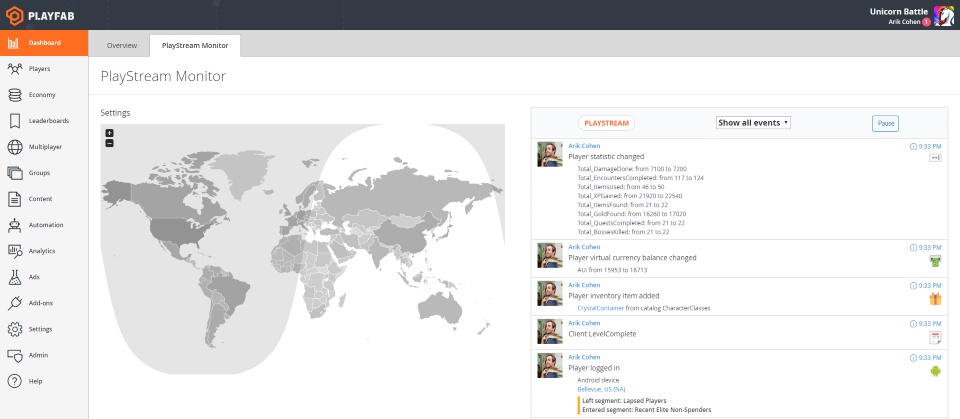 PLAYFAB
Unicorn Battle
Arik Cohen 1
Dashboard
Players
Economy
Leaderboards
Multiplayer
Groups
Content
Automation
Analytics
Ads
Add-ons
Settings
Admin
Help
Overview
PlayStream Monitor
PlayStream Monitor
Settings
+
−
PLAYSTREAM
Show all events
Pause
Arik Cohen
9:33 PM
Player statistic changed
Total_DamageDone: from 7100 to 7200
Total_EncountersCompleted: from 117 to 124
Total_ItemsUsed: from 46 to 50
Total_XPGained: from 21920 to 22540
Total_ItemsFound: from 21 to 22
Total_GoldFound: from 16260 to 17020
Total_QuestsCompleted: from 21 to 22
Total_BossesKilled: from 21 to 22
Arik Cohen
9:33 PM
Player virtual currency balance changed
AU: from 15953 to 16713
Arik Cohen
9:33 PM
Player inventory item added
CrystalContainer from catalog CharacterClasses
Arik Cohen
9:33 PM
Client LevelComplete
Arik Cohen
9:33 PM
Player logged in
Android device
Bellevue, US (NA)
Left segment: Lapsed Players
Entered segment: Recent Elite Non-Spenders